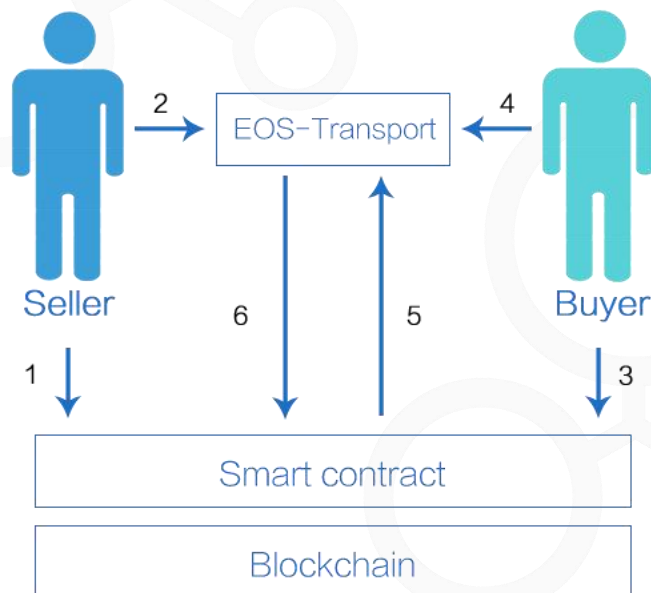 2
4
EOS-Transport
Seller
Buyer
6
5
1
3
Smart contract
Blockchain